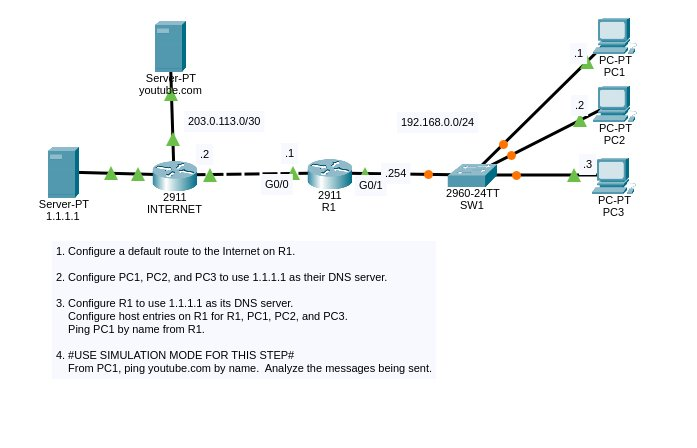 Server-PT
youtube.com
203.0.113.0/30
192.168.0.0/24
.1
PC-PT
PC1
.2
PC-PT
PC2
.3
PC-PT
PC3
Server-PT
1.1.1.1
.2
2911
INTERNET
.1
G0/0
2911
R1
G0/1
.254
2960-24TT
SW1
1. Configure a default route to the Internet on R1.
2. Configure PC1, PC2, and PC3 to use 1.1.1.1 as their DNS server.
3. Configure R1 to use 1.1.1.1 as its DNS server.
Configure host entries on R1 for R1, PC1, PC2, and PC3.
Ping PC1 by name from R1.
4. #USE SIMULATION MODE FOR THIS STEP#
From PC1, ping youtube.com by name.  Analyze the messages being sent.